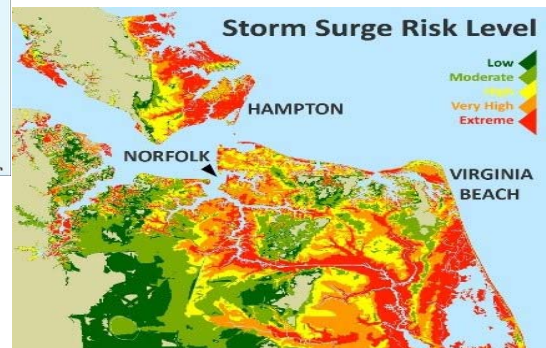 Storm Surge Risk Level
Low
Moderate
High
Very High
Extreme
HAMPTON
NORFOLK
VIRGINIA
BEACH